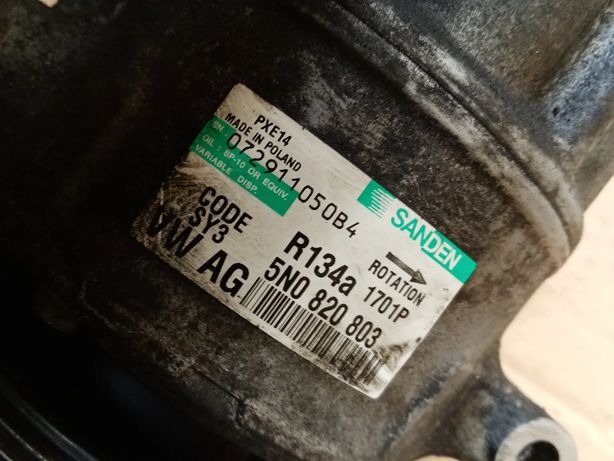 PXE14
MADE IN POLAND
SN. 072911050B4
OIL : SP-10 OR EQUIV.
VARIABLE DISP.
SANDEN
CODE
SY3
R134a
ROTATION
1701P
VW AG
5N0 820 803